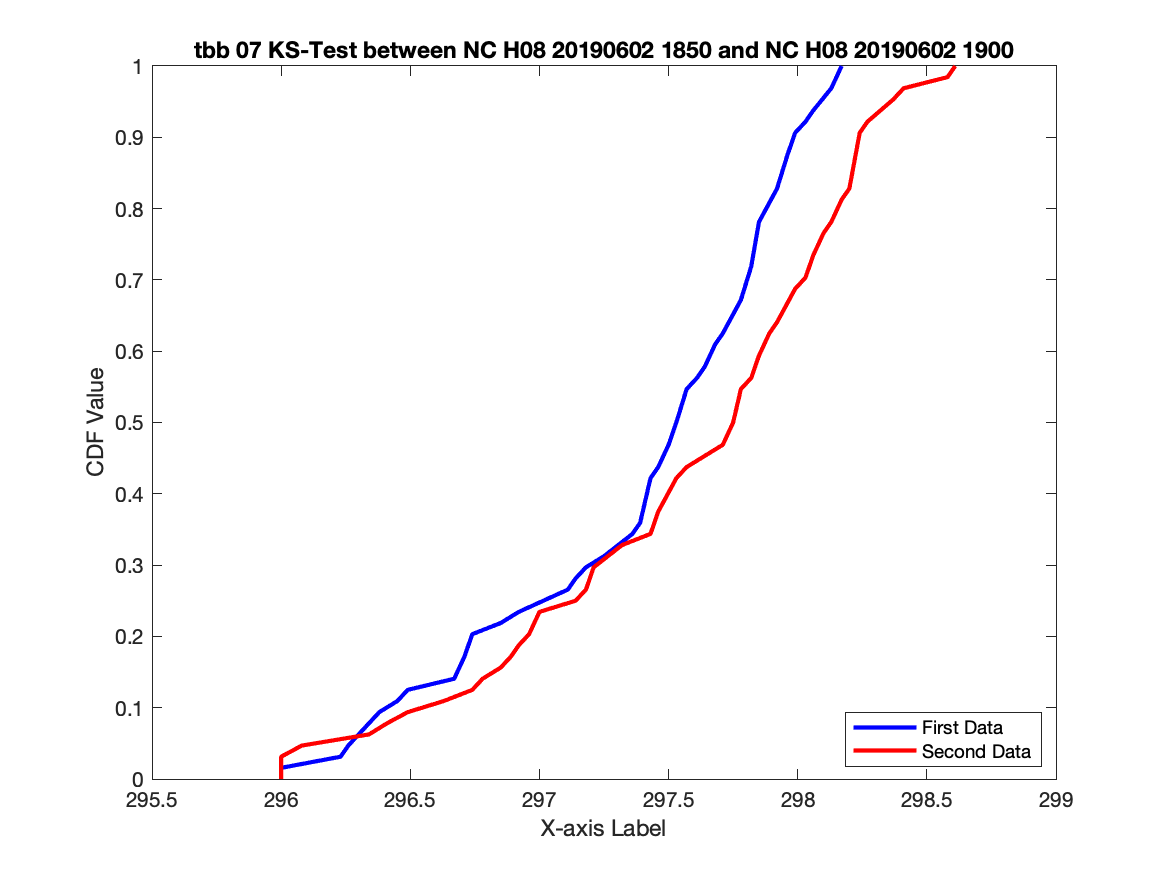 tbb 07 KS-Test between NC H08 20190602 1850 and NC H08 20190602 1900
1
0.9
0.8
0.7
0.6
0.5
0.4
0.3
0.2
0.1
0
CDF Value
First Data
Second Data
295.5 296 296.5 297 297.5 298 298.5 299
X-axis Label